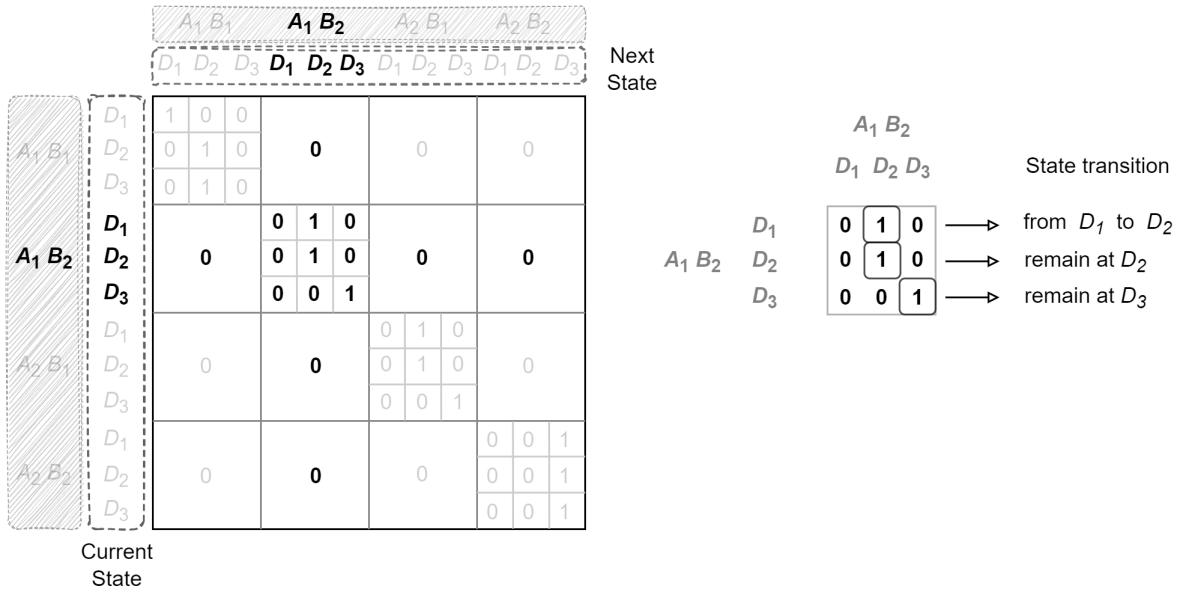 A1 B1 A1 B2 A2 B1 A2 B2
D1 D2 D3 D1 D2 D3 D1 D2 D3 D1 D2 D3
Next
State
D1 1 0 0
A1 B1 D2 0 1 0 0 0 0
D3 0 1 0
D1 0 1 0
A1 B2 D2 0 0 1 0 0 0
D3 0 0 1
D1 0 1 0
A2 B1 D2 0 0 0 1 0 0
D3 0 0 1
D1 0 0 1
A2 B2 D2 0 0 0 0 0 1
D3 0 0 1
Current
State
A1 B2
D1 D2 D3 State transition
D1 0 1 0 from D1 to D2
A1 B2 D2 0 1 0 remain at D2
D3 0 0 1 remain at D3